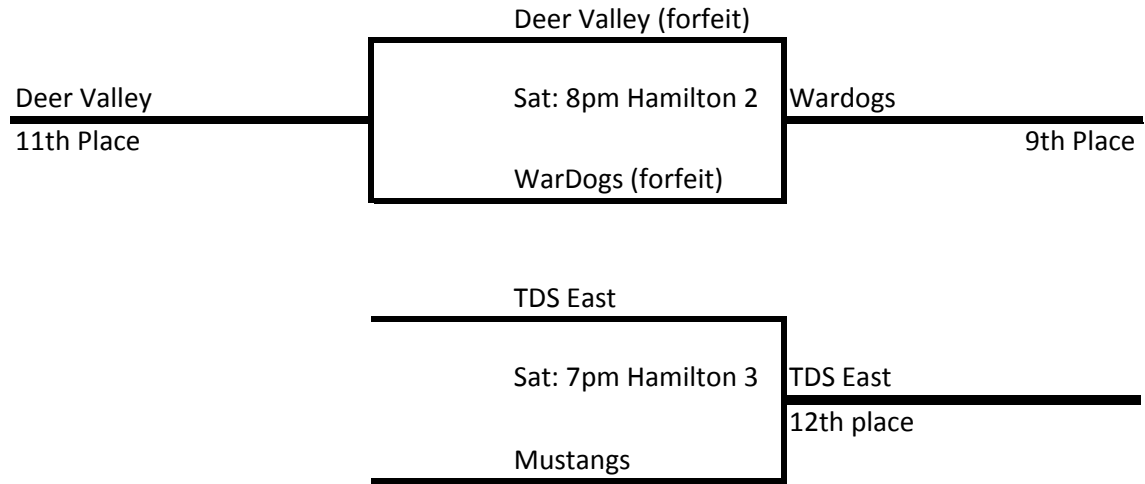 Deer Valley (forfeit)
Deer Valley
Sat: 8pm Hamilton 2
Wardogs
11th Place
9th Place
WarDogs (forfeit)
TDS East
Sat: 7pm Hamilton 3
TDS East
12th place
Mustangs